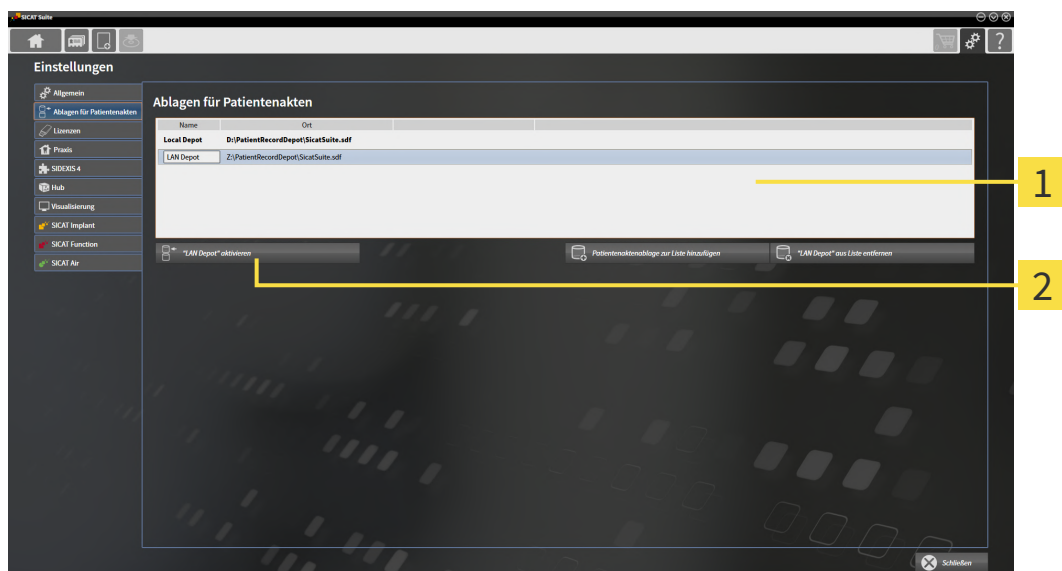 SICAT Suite
?
Einstellungen
Allgemein
Ablagen für Patientenakten
Lizenzen
Praxis
SIDEXIS 4
Hub
Visualisierung
SICAT Implant
SICAT Function
SICAT Air
Ablagen für Patientenakten
Name Ort
Local Depot D:\PatientRecordDepot\SicatSuite.sdf
LAN Depot Z:\PatientRecordDepot\SicatSuite.sdf
"LAN Depot" aktivieren
Patientenaktenablage zur Liste hinzufügen
"LAN Depot" aus Liste entfernen
Schließen
1
2